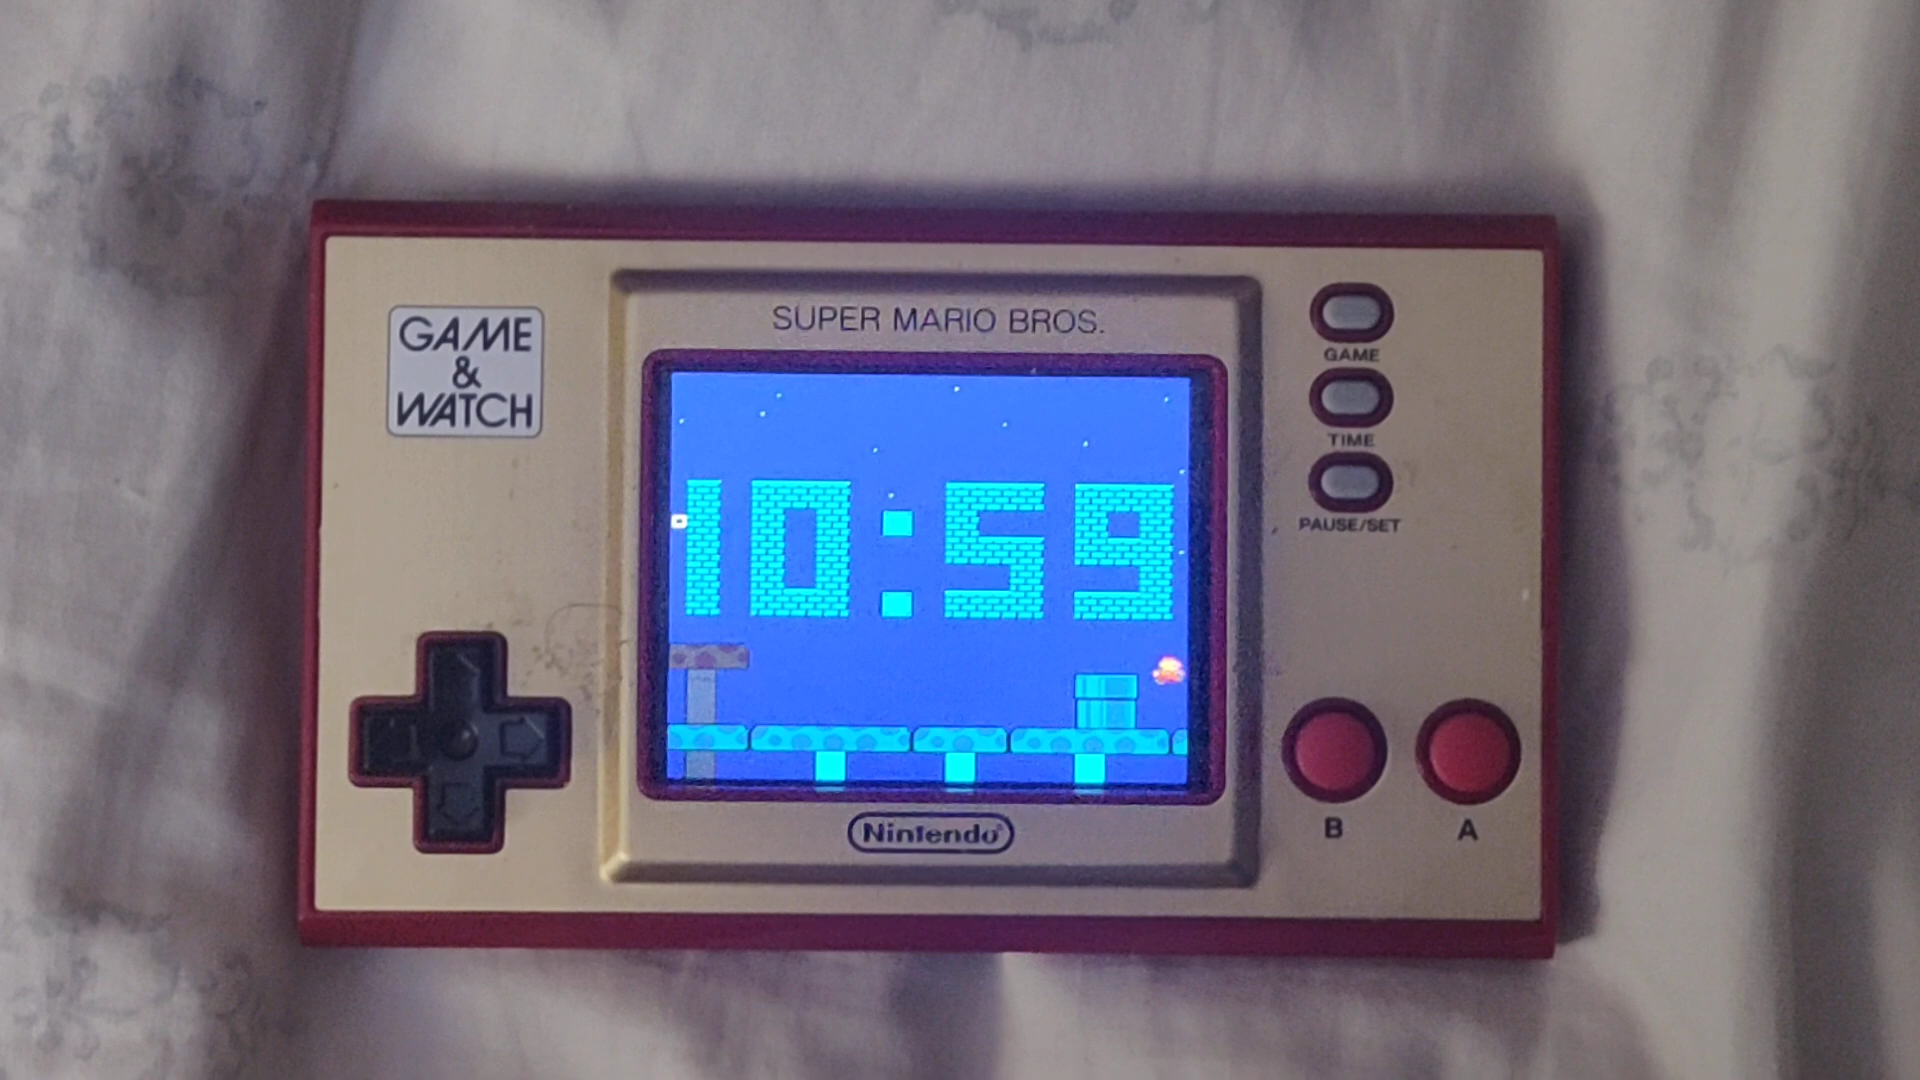 GAME
&
WATCH
SUPER MARIO BROS.
10:59
Nintendo®
GAME
TIME
PAUSE/SET
B A